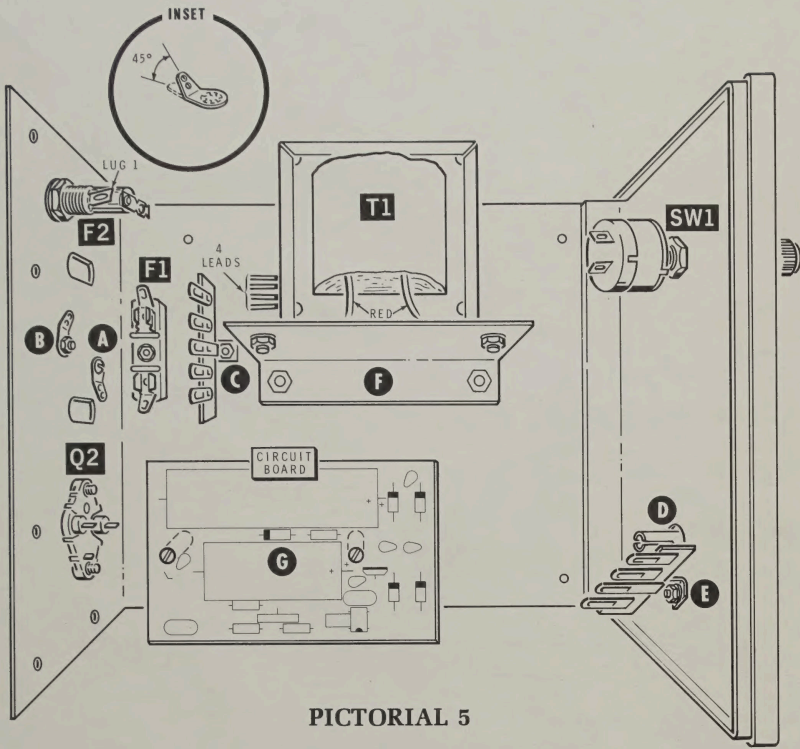 INSET
45°
LUG 1
F2
T1
SW1
F1
4
LEADS
RED
B
A
C
F
Q2
CIRCUIT
BOARD
D
G
E
+
+
+
+
PICTORIAL 5